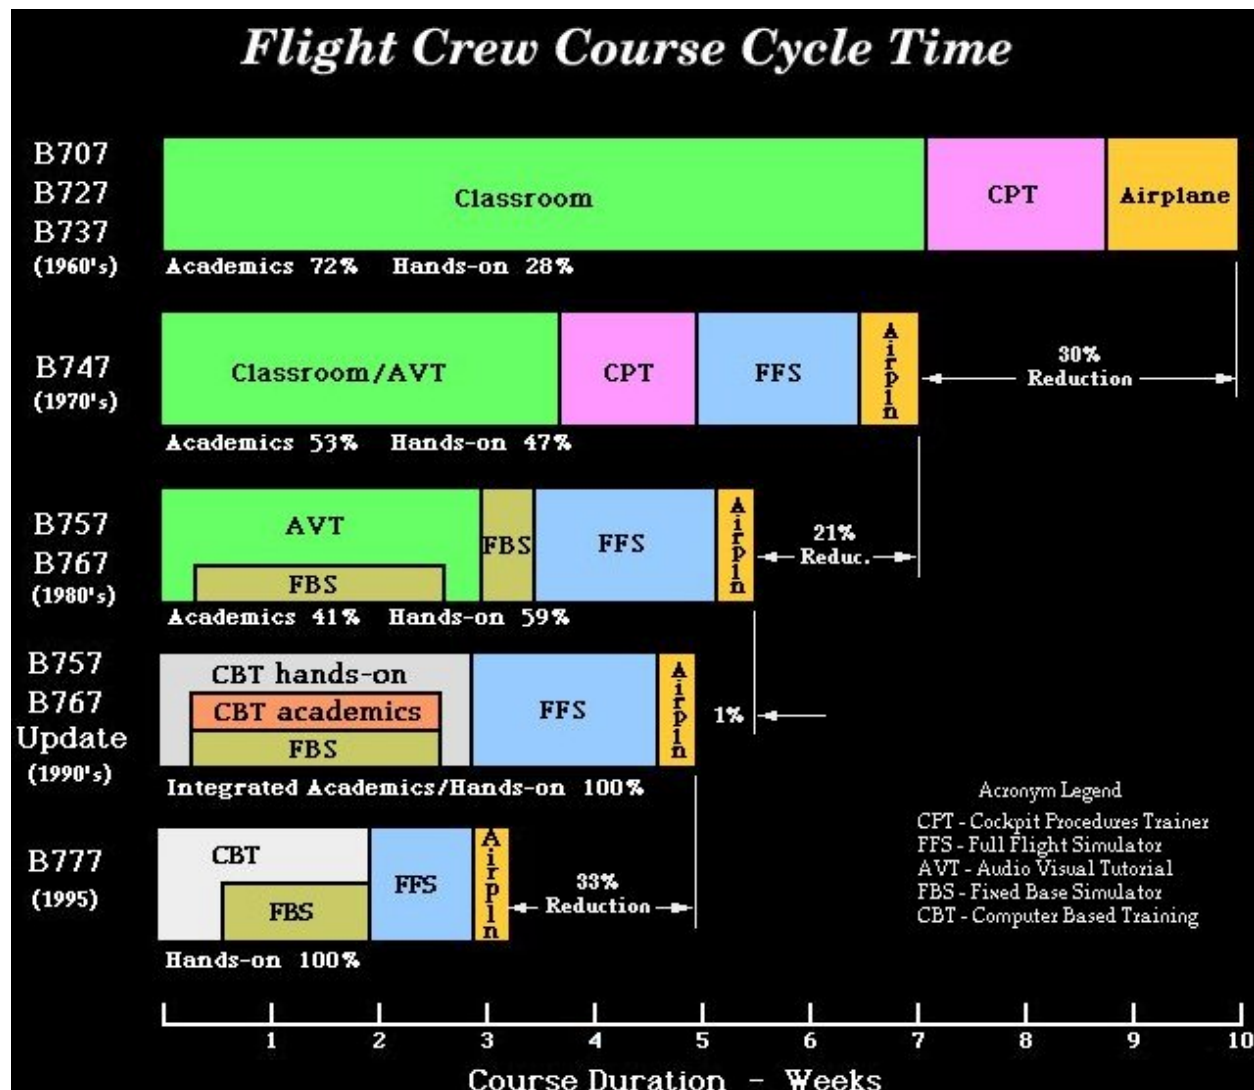 Flight Crew Course Cycle Time
B707
B727
B737
(1960's)
Classroom
CPT
Airplane
Academics 72% Hands-on 28%
B747
(1970's)
Classroom/AVT
CPT
FFS
Airpln
30%
Reduction
Academics 53% Hands-on 47%
B757
B767
(1980's)
AVT
FBS
FBS
FFS
Airpln
21%
Reduc.
Academics 41% Hands-on 59%
B757
B767
Update
(1990's)
CBT hands-on
CBT academics
FBS
FFS
Airpln
1%
Integrated Academics/Hands-on 100%
B777
(1995)
CBT
FBS
FFS
Airpln
33%
Reduction
Hands-on 100%
Acronym Legend
CPT - Cockpit Procedures Trainer
FFS - Full Flight Simulator
AVT - Audio Visual Tutorial
FBS - Fixed Base Simulator
CBT - Computer Based Training
1 2 3 4 5 6 7 8 9 10
Course Duration - Weeks